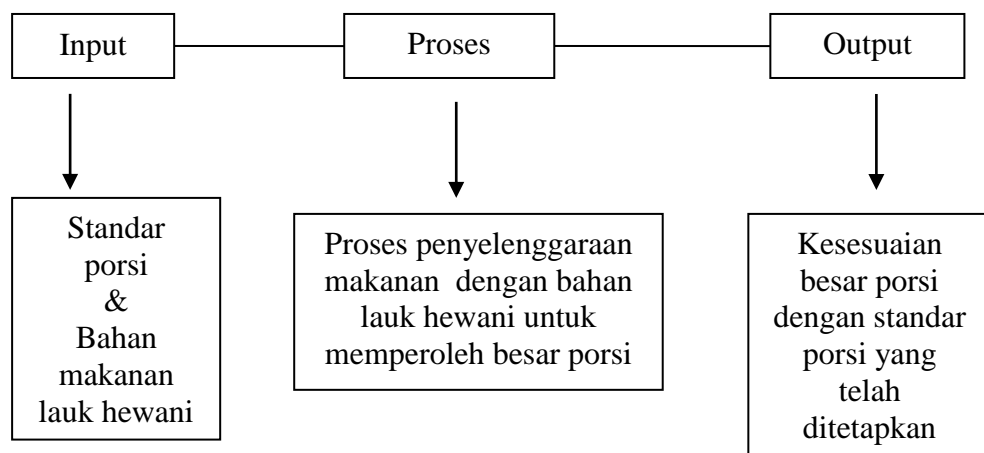 Input
Proses
Output
Standar
porsi
&
Bahan
makanan
lauk hewani
Proses penyelenggaraan
makanan dengan bahan
lauk hewani untuk
memperoleh besar porsi
Kesesuaian
besar porsi
dengan standar
porsi yang
telah
ditetapkan